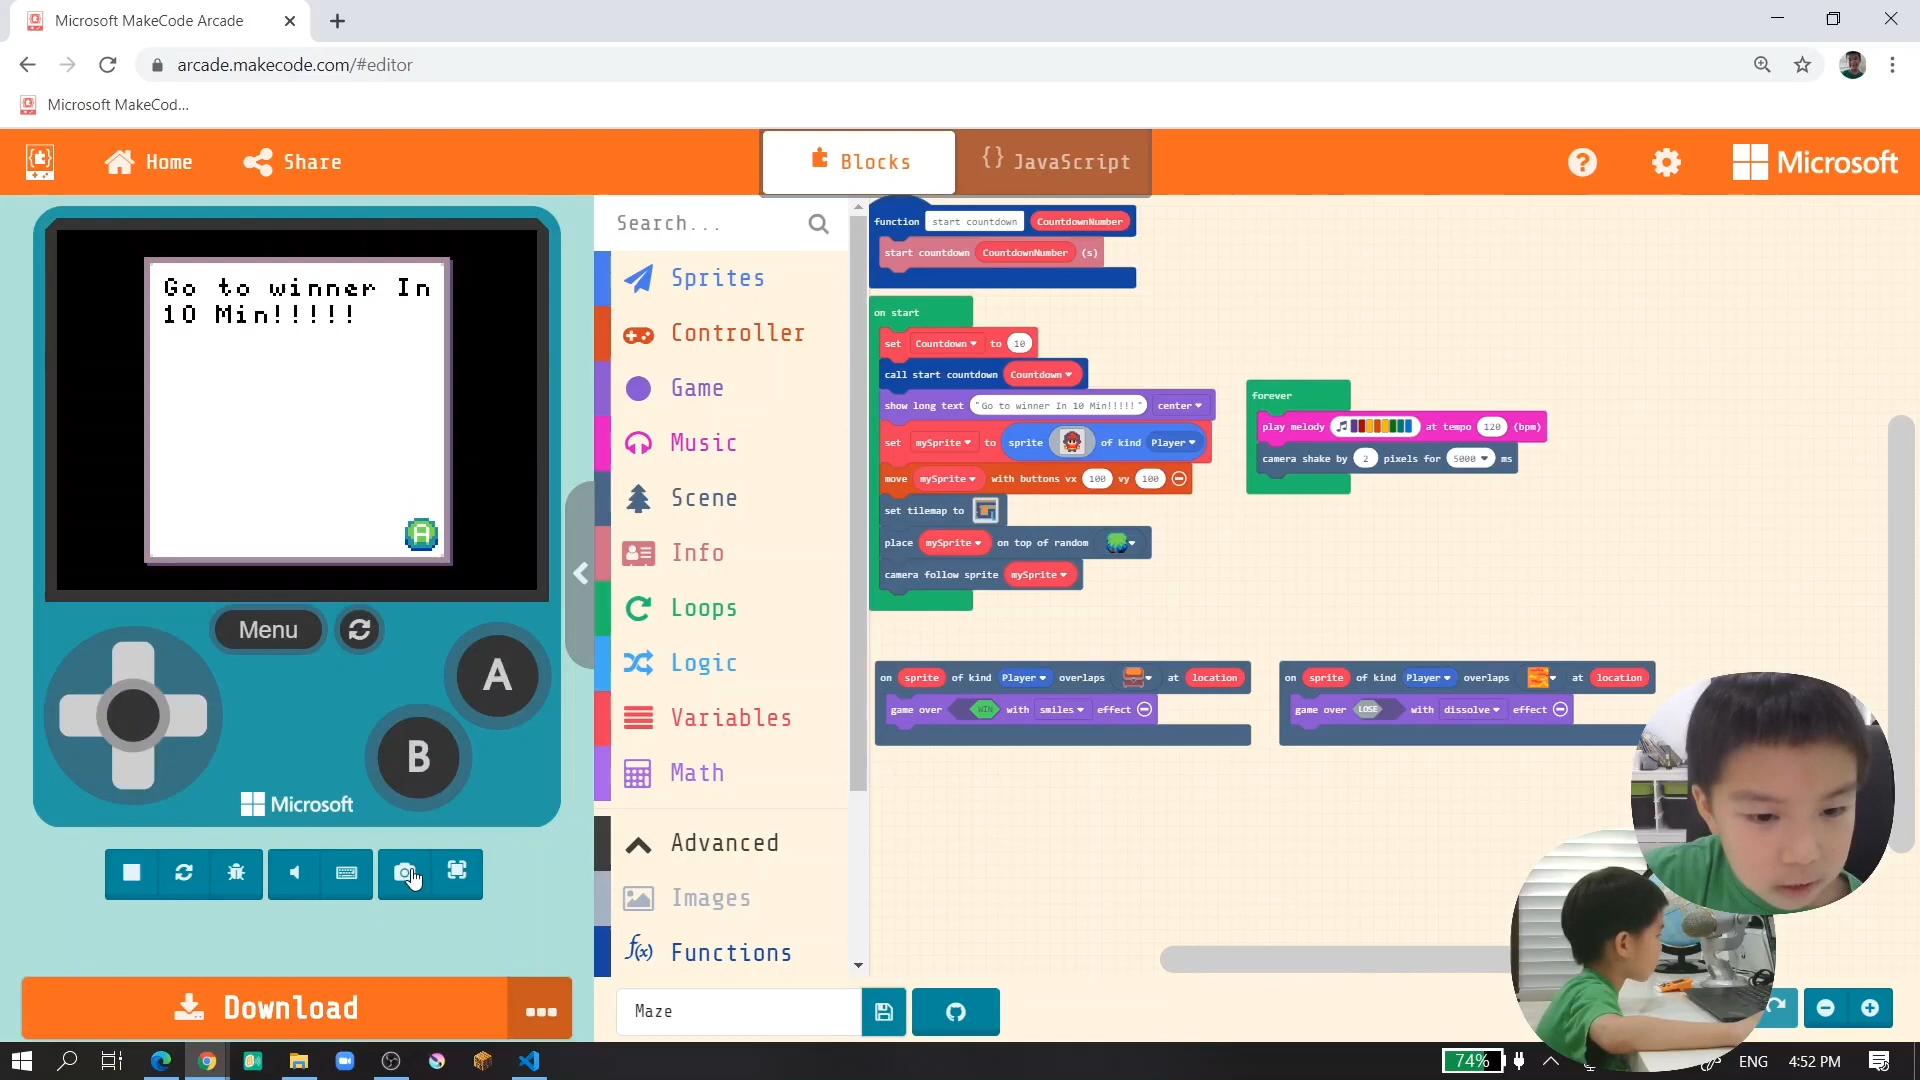 Microsoft MakeCode Arcade
arcade.makecode.com/#editor
Microsoft MakeCod...
Home
Share
Blocks
{} JavaScript
Microsoft
Go to winner In
10 Min!!!!!
A
Menu
A
B
Microsoft
Download
Search...
Sprites
Controller
Game
Music
Scene
Info
Loops
Logic
Variables
Math
Advanced
Images
f(x) Functions
Maze
function start countdown CountdownNumber
start countdown CountdownNumber (s)
on start
set Countdown to 10
call start countdown Countdown
show long text "Go to winner In 10 Min!!!!!" center
set mySprite to sprite of kind Player
move mySprite with buttons vx 100 vy 100
set tilemap to
place mySprite on top of random
camera follow sprite mySprite
forever
play melody at tempo 120 (bpm)
camera shake by 2 pixels for 5000 ms
on sprite of kind Player overlaps at location
game over WIN with smiles effect
on sprite of kind Player overlaps at location
game over LOSE with dissolve effect
74%
ENG
4:52 PM